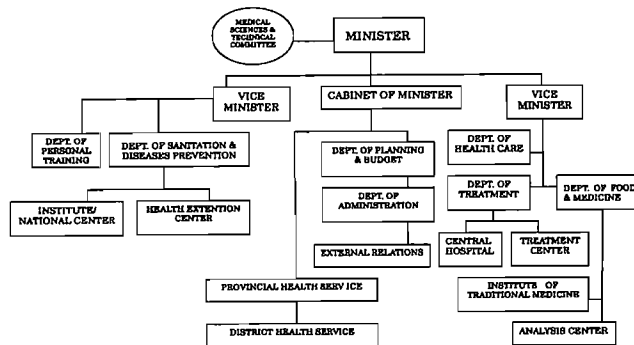 MEDICAL
SCIENCES &
TECHNICAL
COMMITTEE
MINISTER
VICE
MINISTER
CABINET OF MINISTER
VICE
MINISTER
DEPT. OF
PERSONAL
TRAINING
DEPT. OF SANITATION &
DISEASES PREVENTION
DEPT. OF PLANNING
& BUDGET
DEPT. OF
HEALTH CARE
INSTITUTE/
NATIONAL CENTER
HEALTH EXTENTION
CENTER
DEPT. OF
ADMINISTRATION
DEPT. OF
TREATMENT
DEPT. OF FOOD
& MEDICINE
EXTERNAL RELATIONS
CENTRAL
HOSPITAL
TREATMENT
CENTER
PROVINCIAL HEALTH SERVICE
INSTITUTE OF
TRADITIONAL MEDICINE
DISTRICT HEALTH SERVICE
ANALYSIS CENTER